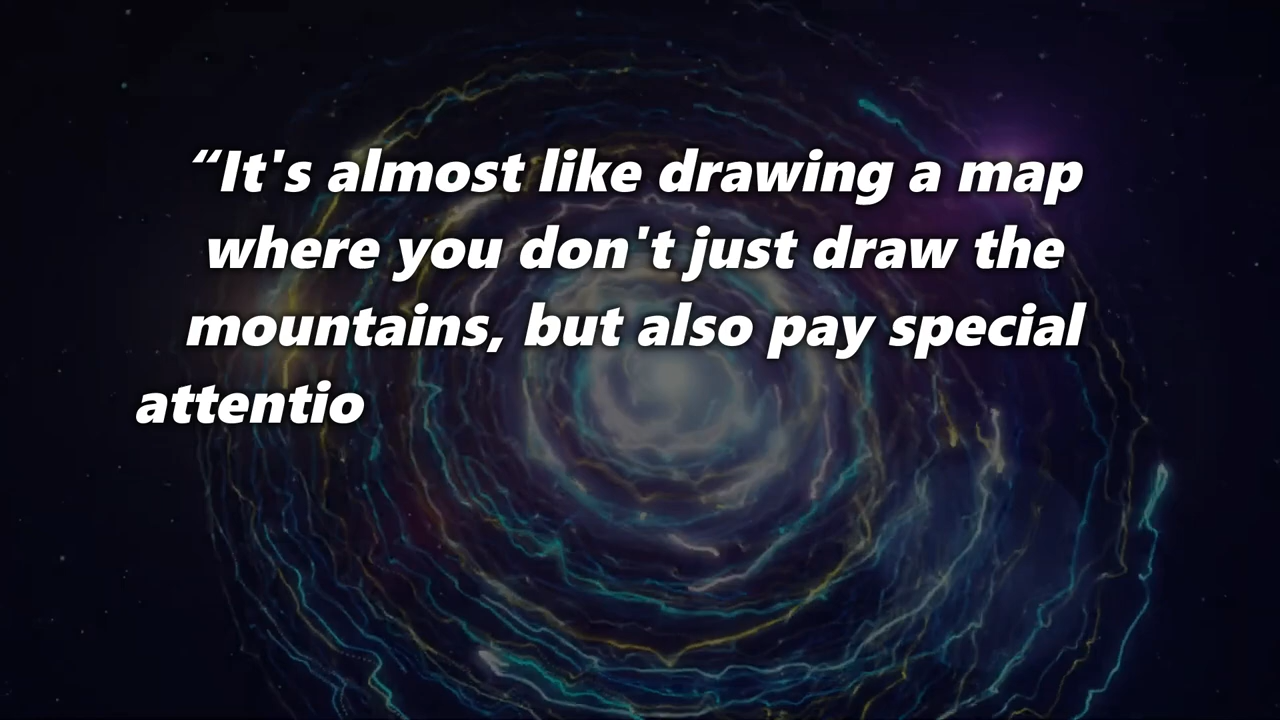 “It's almost like drawing a map
where you don't just draw the
mountains, but also pay special
attentio